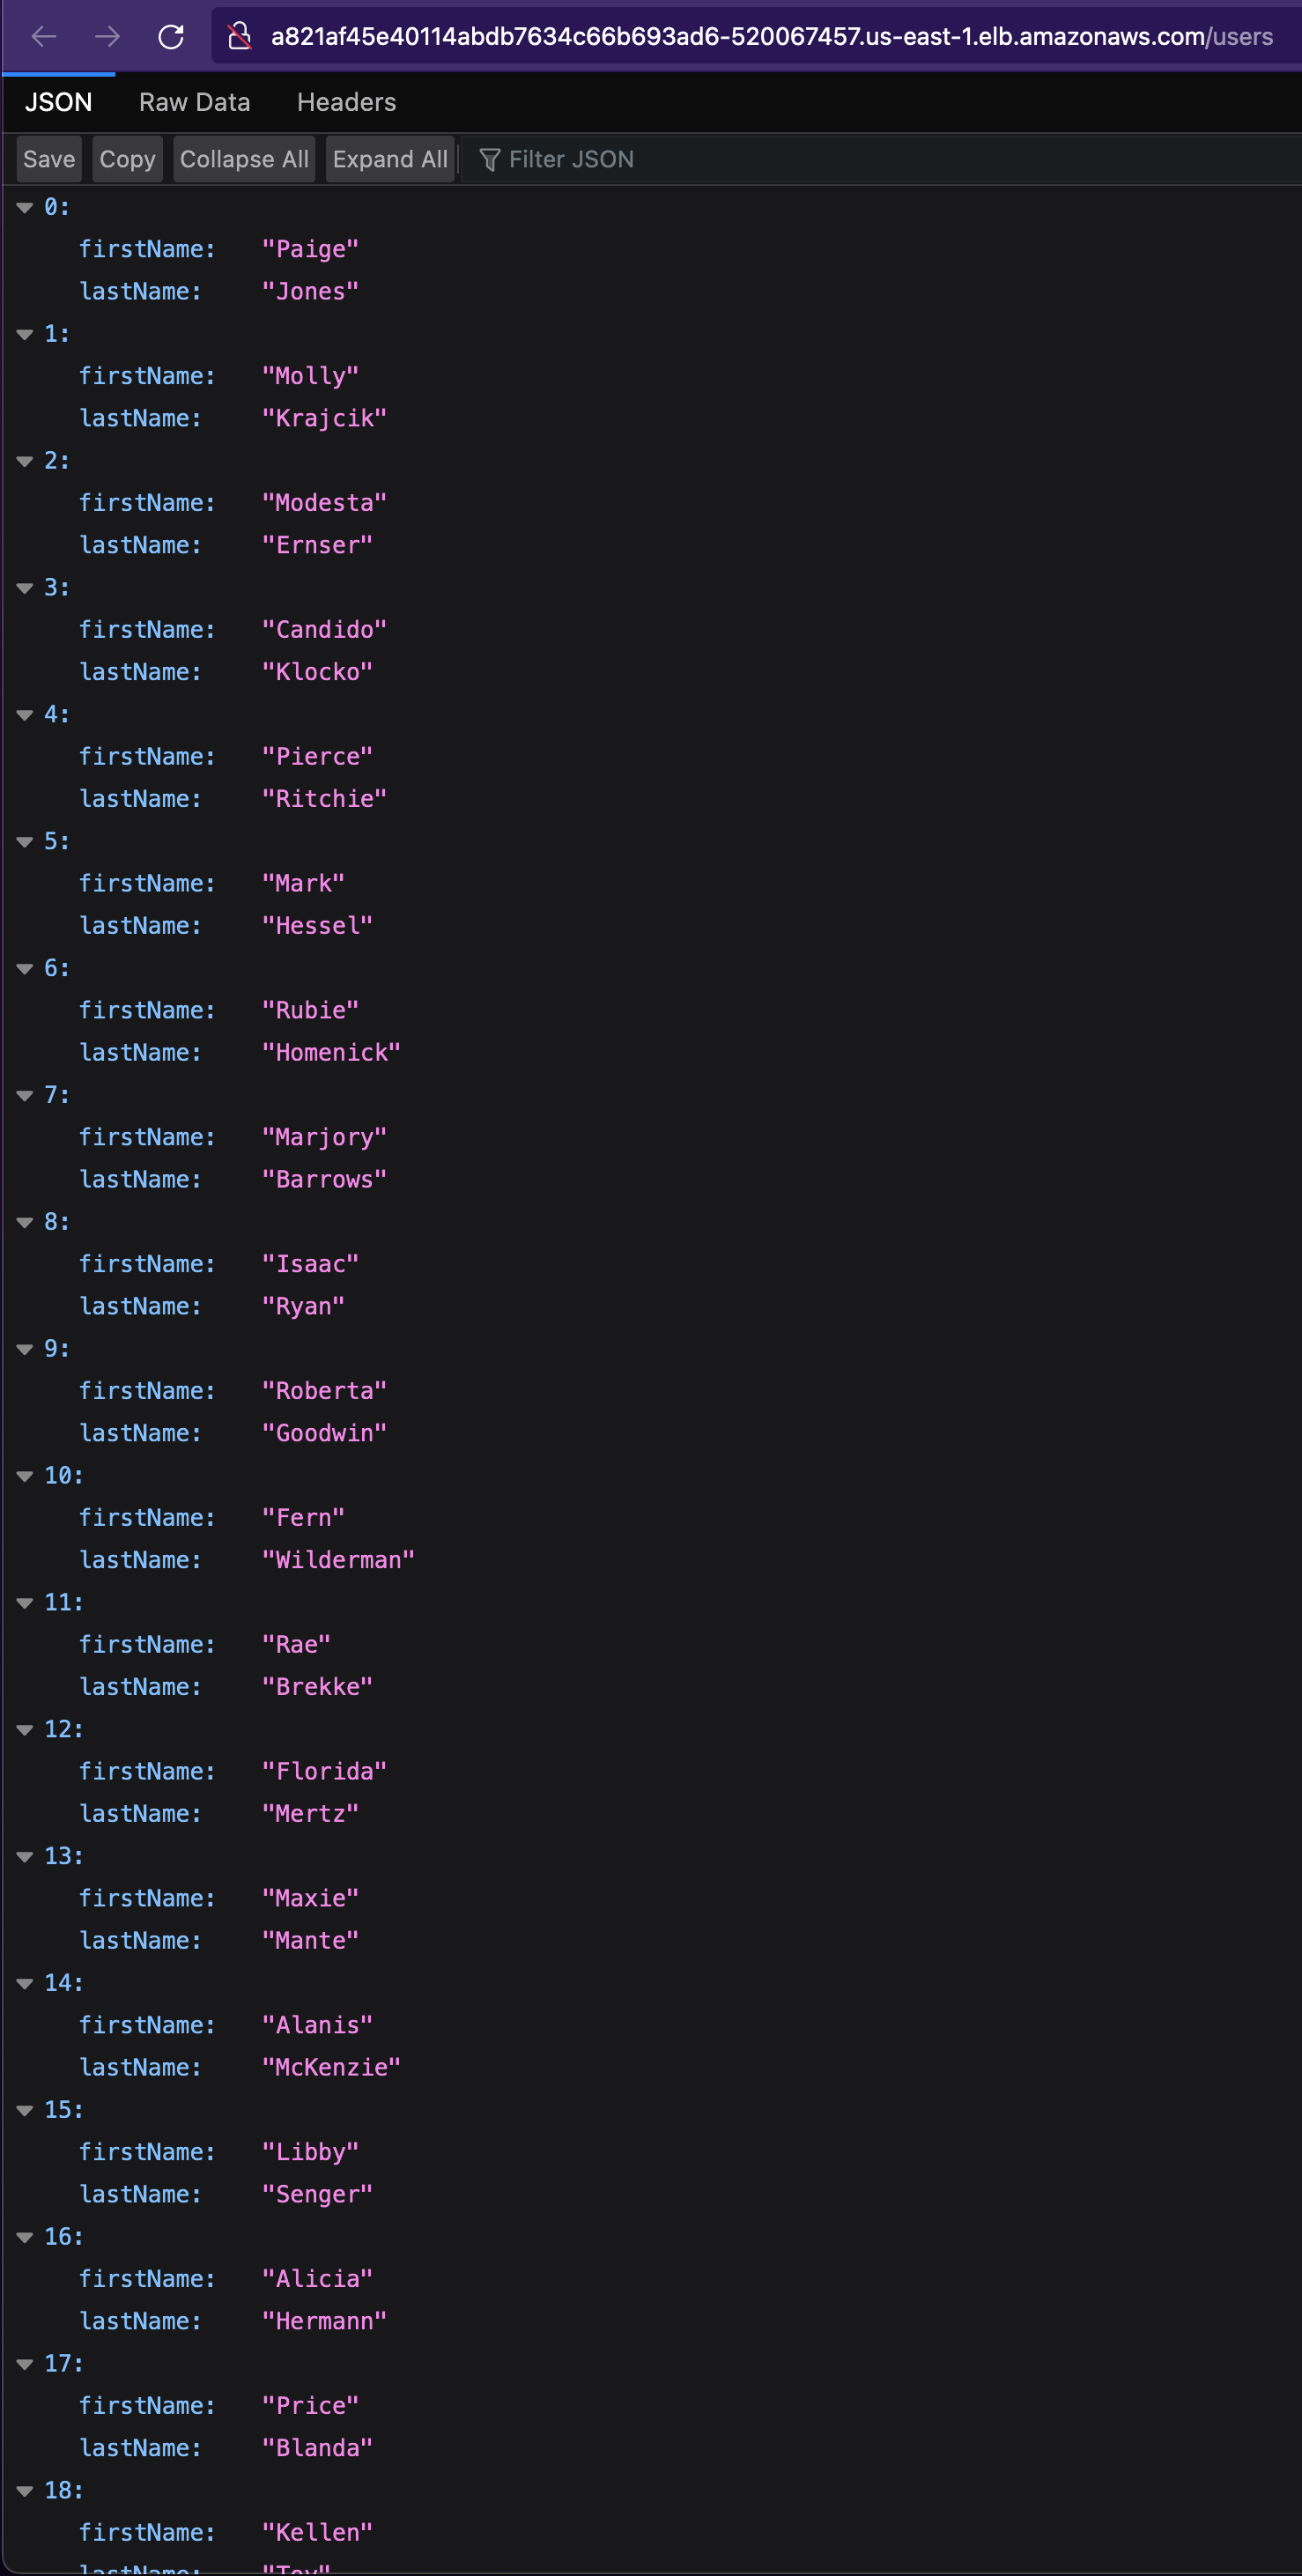 a821af45e40114abdb7634c66b693ad6-520067457.us-east-1.elb.amazonaws.com/users
JSON Raw Data Headers
Save Copy Collapse All Expand All Filter JSON
0:
firstName: "Paige"
lastName: "Jones"
1:
firstName: "Molly"
lastName: "Krajcik"
2:
firstName: "Modesta"
lastName: "Ernser"
3:
firstName: "Candido"
lastName: "Klocko"
4:
firstName: "Pierce"
lastName: "Ritchie"
5:
firstName: "Mark"
lastName: "Hessel"
6:
firstName: "Rubie"
lastName: "Homenick"
7:
firstName: "Marjory"
lastName: "Barrows"
8:
firstName: "Isaac"
lastName: "Ryan"
9:
firstName: "Roberta"
lastName: "Goodwin"
10:
firstName: "Fern"
lastName: "Wilderman"
11:
firstName: "Rae"
lastName: "Brekke"
12:
firstName: "Florida"
lastName: "Mertz"
13:
firstName: "Maxie"
lastName: "Mante"
14:
firstName: "Alanis"
lastName: "McKenzie"
15:
firstName: "Libby"
lastName: "Senger"
16:
firstName: "Alicia"
lastName: "Hermann"
17:
firstName: "Price"
lastName: "Blanda"
18:
firstName: "Kellen"
lastName: